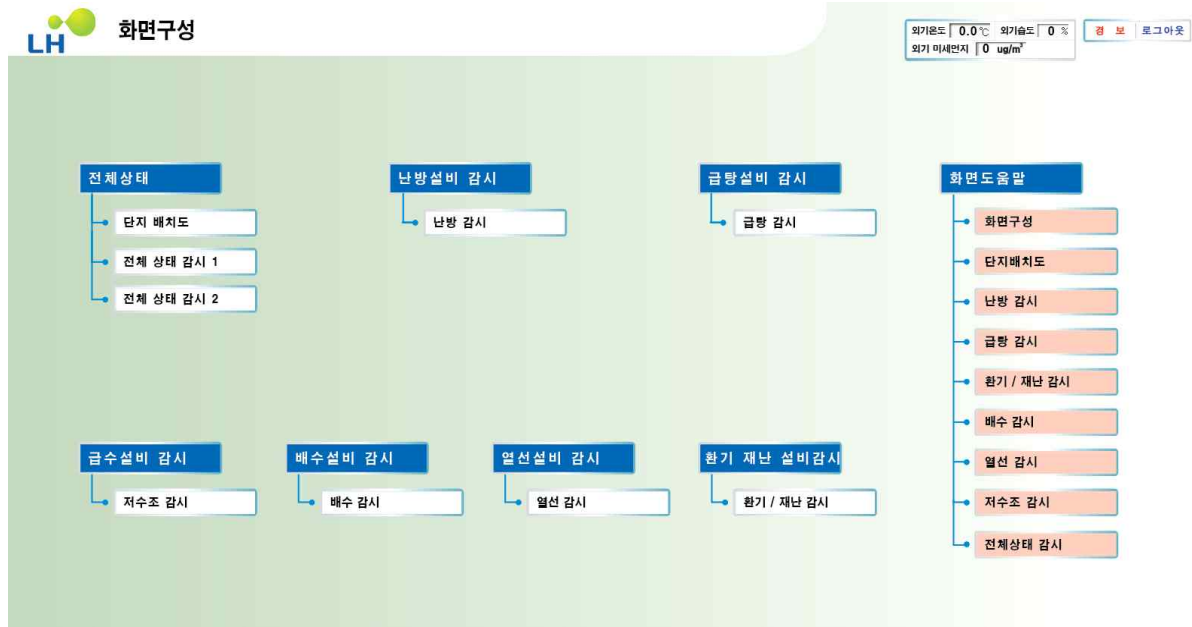 LH
화면구성
외기온도 0.0 ℃ 외기습도 0 %
외기 미세먼지 0 ug/m³
경 보
로그아웃
전체상태
단지 배치도
전체 상태 감시 1
전체 상태 감시 2
난방설비 감시
난방 감시
급탕설비 감시
급탕 감시
화면도움말
화면구성
단지배치도
난방 감시
급탕 감시
환기 / 재난 감시
배수 감시
열선 감시
저수조 감시
전체상태 감시
급수설비 감시
저수조 감시
배수설비 감시
배수 감시
열선설비 감시
열선 감시
환기 재난 설비감시
환기 / 재난 감시